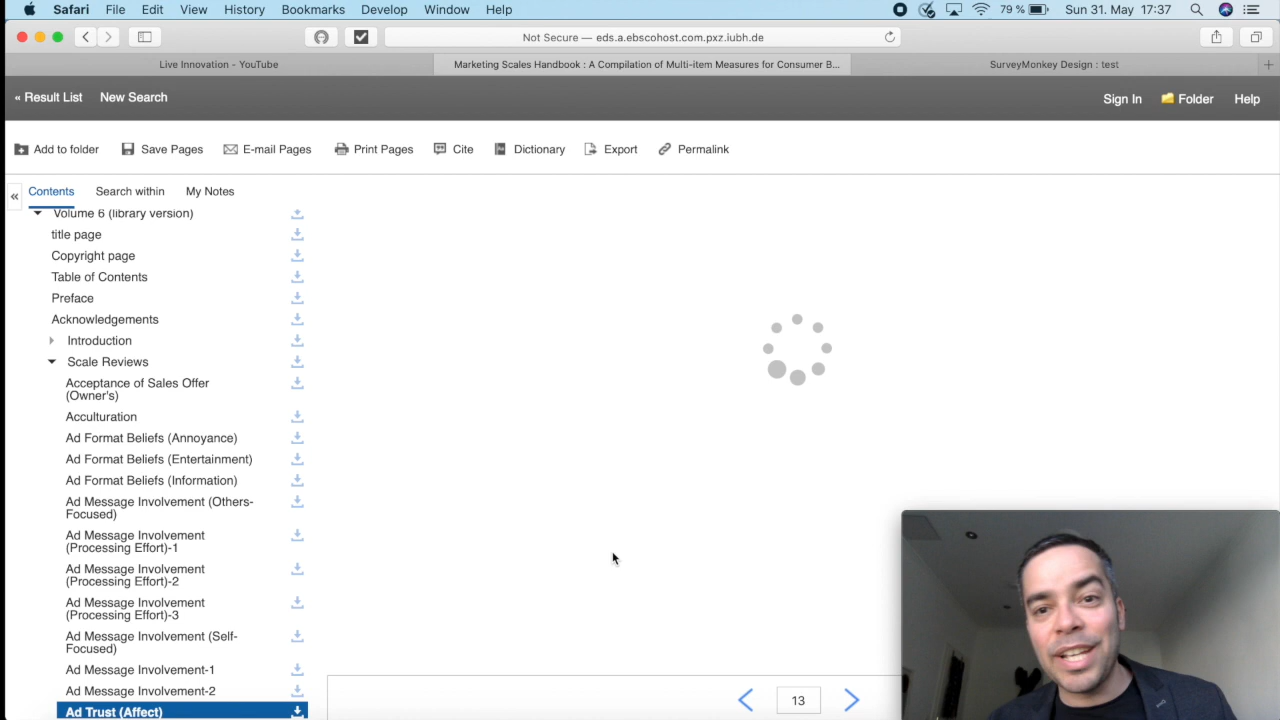 Safari File Edit View History Bookmarks Develop Window Help 79 % Sun 31. May 17:37
Not Secure — eds.a.ebscohost.com.pxz.iubh.de
Live Innovation - YouTube
Marketing Scales Handbook : A Compilation of Multi-item Measures for Consumer B...
SurveyMonkey Design : test
« Result List New Search
Sign In Folder Help
Add to folder Save Pages E-mail Pages Print Pages Cite Dictionary Export Permalink
« Contents Search within My Notes
Volume 6 (library version)
title page
Copyright page
Table of Contents
Preface
Acknowledgements
Introduction
Scale Reviews
Acceptance of Sales Offer
(Owner's)
Acculturation
Ad Format Beliefs (Annoyance)
Ad Format Beliefs (Entertainment)
Ad Format Beliefs (Information)
Ad Message Involvement (Others-
Focused)
Ad Message Involvement
(Processing Effort)-1
Ad Message Involvement
(Processing Effort)-2
Ad Message Involvement
(Processing Effort)-3
Ad Message Involvement (Self-
Focused)
Ad Message Involvement-1
Ad Message Involvement-2
Ad Trust (Affect)
13